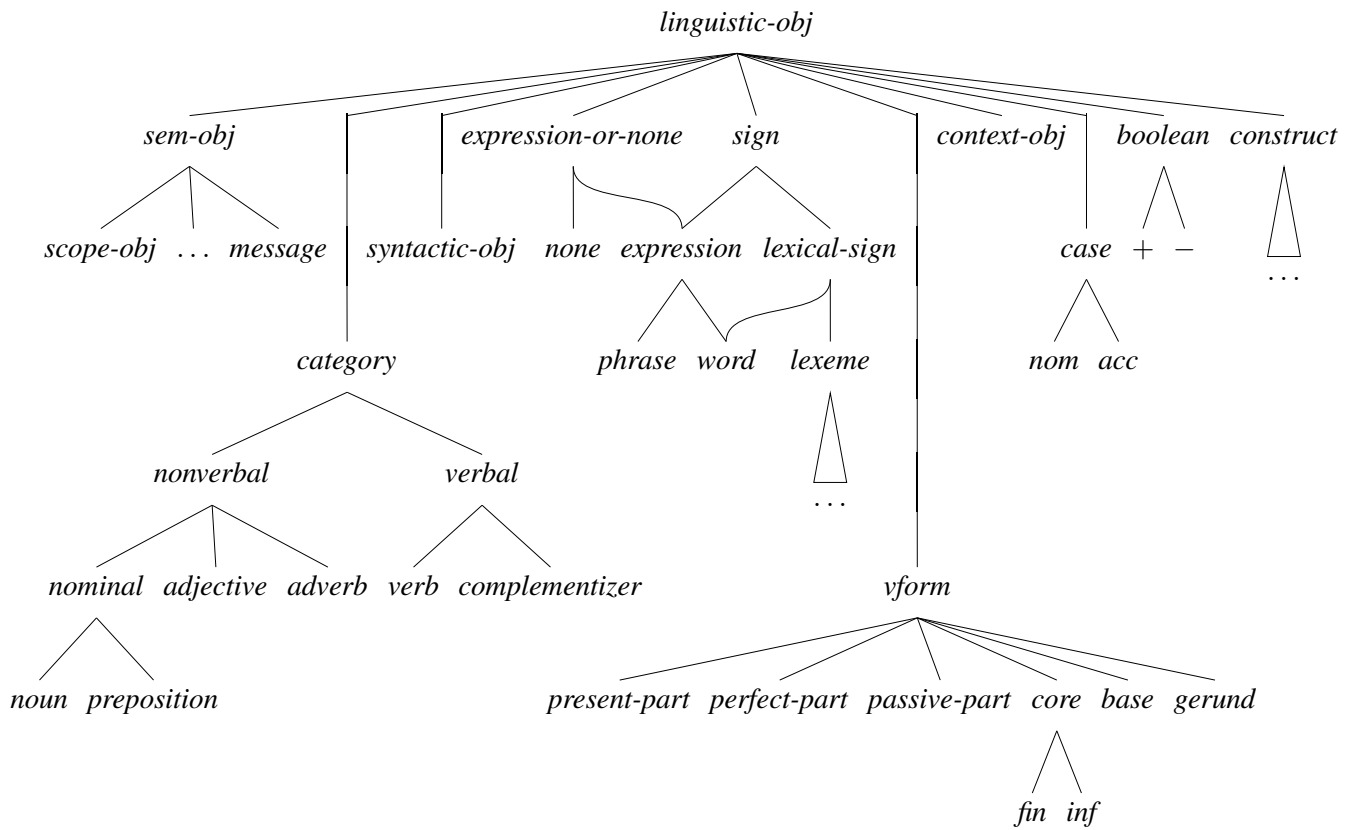 linguistic-obj
sem-obj expression-or-none sign context-obj boolean construct
scope-obj ... message syntactic-obj none expression lexical-sign case + −
...
category phrase word lexeme nom acc
nonverbal verbal
...
nominal adjective adverb verb complementizer vform
noun preposition present-part perfect-part passive-part core base gerund
fin inf